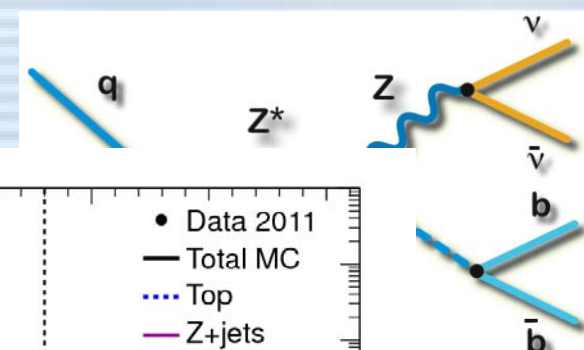 ν
q
Z
Z*
ν̄
b
Data 2011
Total MC
Top
Z+jets
b̄